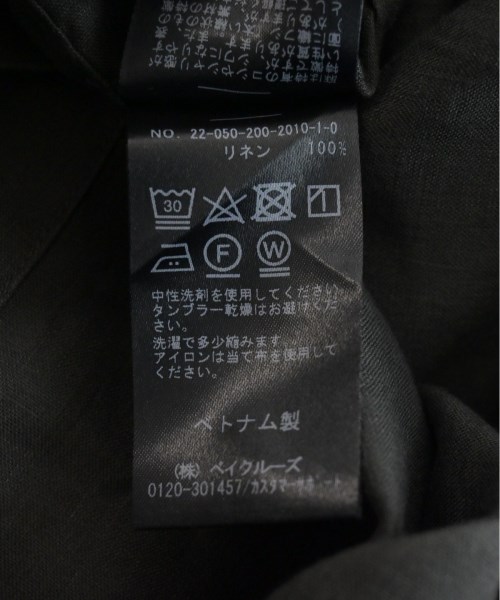 NO. 22-050-200-2010-1-0
リネン 100%
30
F W
中性洗剤を使用してください。
タンブラー乾燥はお避けくだ
さい。
洗濯で多少縮みます。
アイロンは当て布を使用して
ください。
ベトナム製
(株) ベイクルーズ
0120-301457/カスタマーサポート